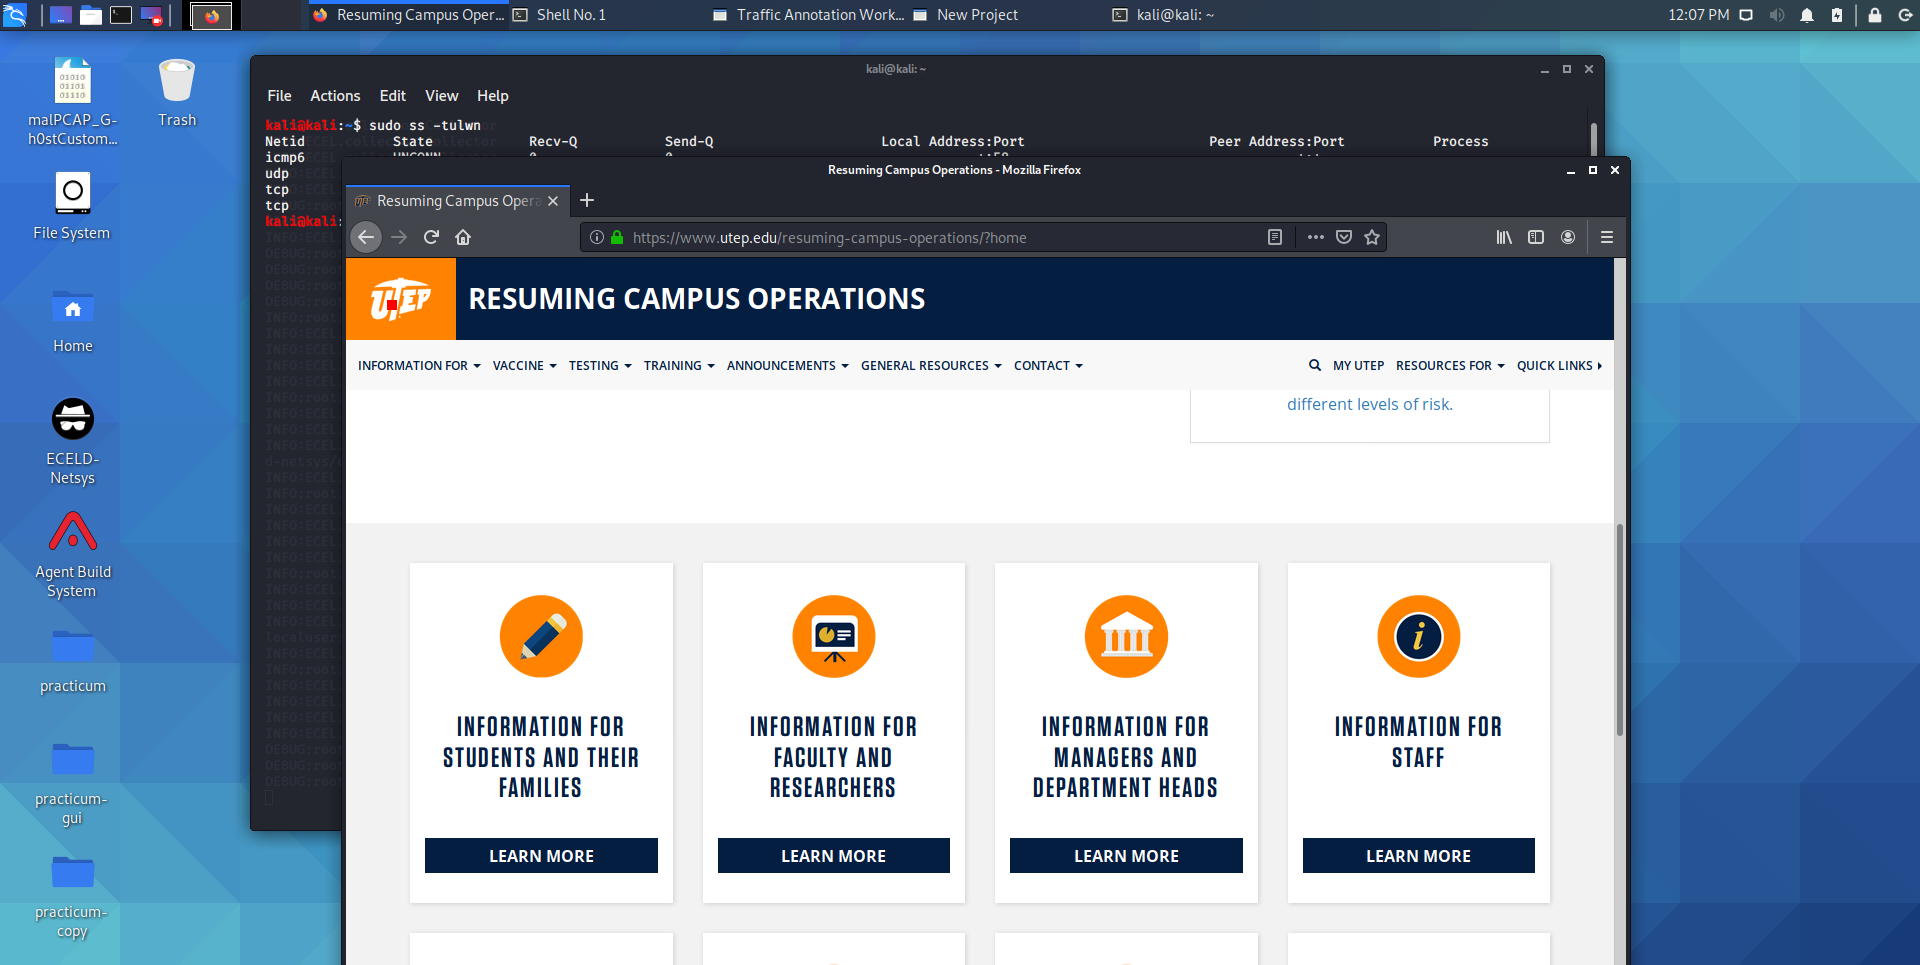 Resuming Campus Oper...
Shell No. 1
Traffic Annotation Work...
New Project
kali@kali: ~
12:07 PM
malPCAP_G-
h0stCustom...
Trash
File System
Home
ECELD-
Netsys
Agent Build
System
practicum
practicum-
gui
practicum-
copy
kali@kali: ~
File Actions Edit View Help
kali@kali:~$ sudo ss -tulwn
Netid State Recv-Q Send-Q Local Address:Port Peer Address:Port Process
icmp6 UNCONN
udp
tcp
tcp
kali@kali:
Resuming Campus Operations - Mozilla Firefox
Resuming Campus Opera
https://www.utep.edu/resuming-campus-operations/?home
UTEP
RESUMING CAMPUS OPERATIONS
INFORMATION FOR VACCINE TESTING TRAINING ANNOUNCEMENTS GENERAL RESOURCES CONTACT MY UTEP RESOURCES FOR QUICK LINKS
different levels of risk.
INFORMATION FOR
STUDENTS AND THEIR
FAMILIES
LEARN MORE
INFORMATION FOR
FACULTY AND
RESEARCHERS
LEARN MORE
INFORMATION FOR
MANAGERS AND
DEPARTMENT HEADS
LEARN MORE
INFORMATION FOR
STAFF
LEARN MORE